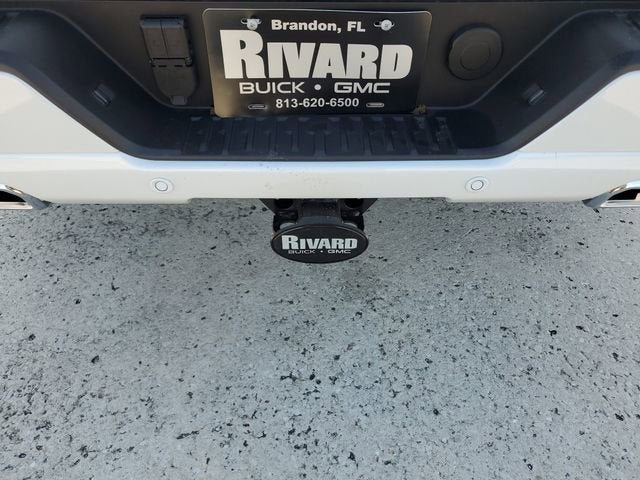 Brandon, FL
RIVARD
BUICK • GMC
813-620-6500
RIVARD
BUICK • GMC